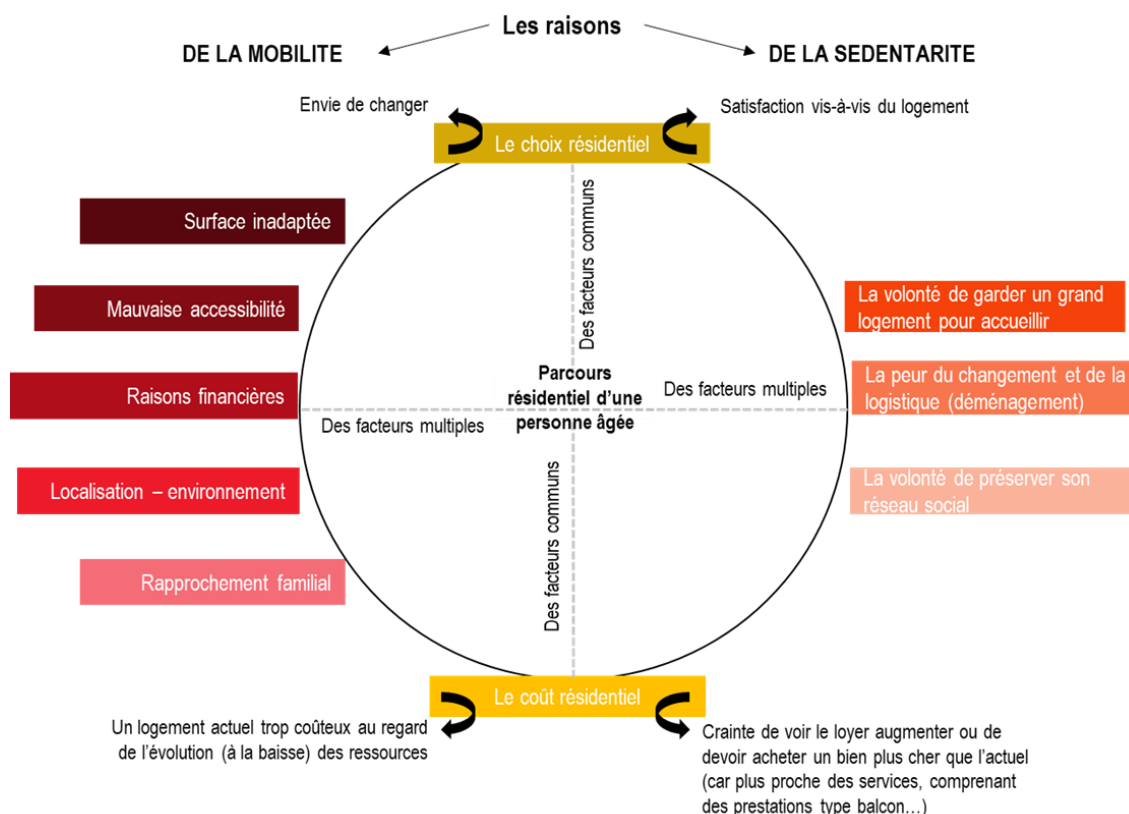 Les raisons
DE LA MOBILITE
DE LA SEDENTARITE
Envie de changer
Satisfaction vis-à-vis du logement
Le choix résidentiel
Surface inadaptée
Mauvaise accessibilité
Raisons financières
Localisation – environnement
Rapprochement familial
Des facteurs communs
Parcours
résidentiel d'une
personne âgée
Des facteurs multiples
Des facteurs multiples
Des facteurs communs
La volonté de garder un grand
logement pour accueillir
La peur du changement et de la
logistique (déménagement)
La volonté de préserver son
réseau social
Le coût résidentiel
Un logement actuel trop coûteux au regard
de l'évolution (à la baisse) des ressources
Crainte de voir le loyer augmenter ou de
devoir acheter un bien plus cher que l'actuel
(car plus proche des services, comprenant
des prestations type balcon…)